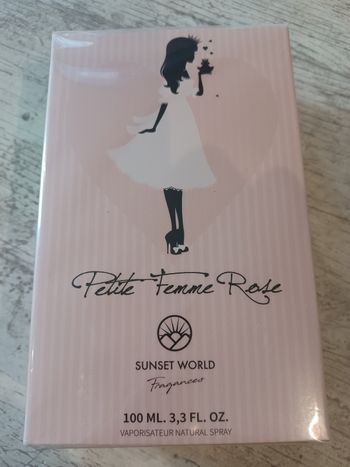 Petite Femme Rose
SUNSET WORLD
Fragances
100 ML. 3,3 FL. OZ.
VAPORISATEUR NATURAL SPRAY